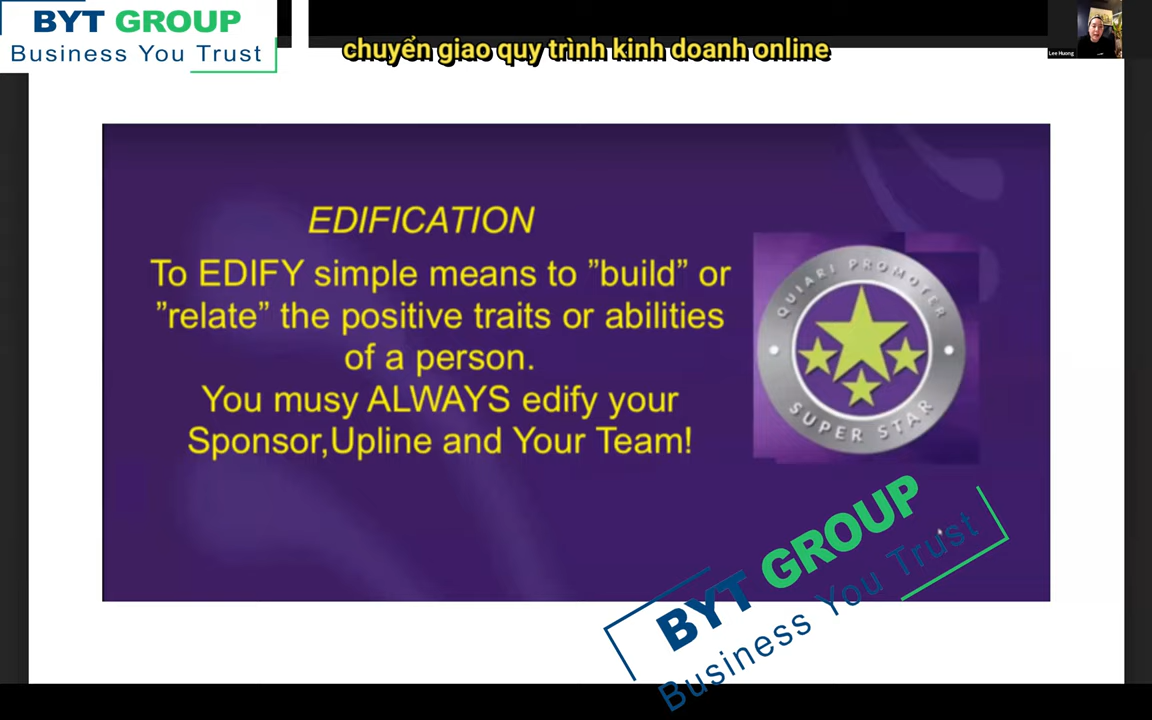 BYT GROUP
Business You Trust
chuyển giao quy trình kinh doanh online
Lee Huong
EDIFICATION
To EDIFY simple means to ”build” or
”relate” the positive traits or abilities
of a person.
You musy ALWAYS edify your
Sponsor,Upline and Your Team!
QUIARI PROMOTER
SUPER STAR
BYT GROUP
Business You Trust